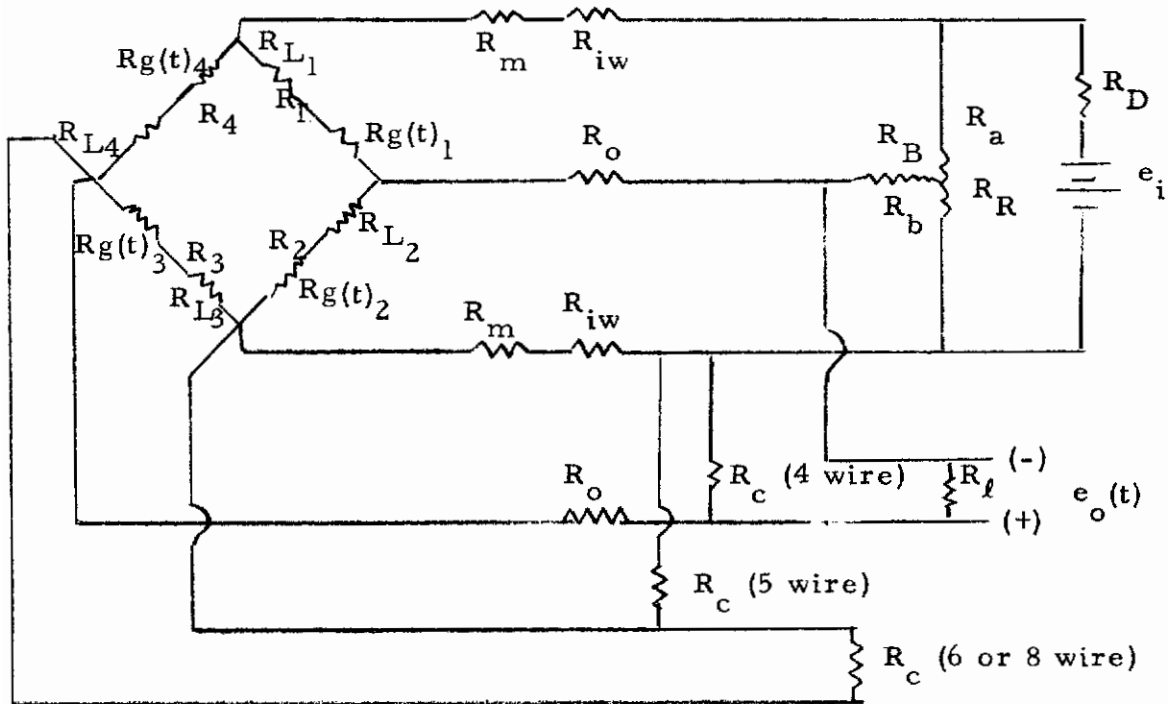 R_m R_iw
R_L1
Rg(t)_4
R_1
R_4
R_D
R_a
R_L4
Rg(t)_1
R_o
R_B
e_i
R_R
R_b
R_L2
Rg(t)_3
R_3
R_2
R_L3
Rg(t)_2
R_m
R_iw
R_o
R_c (4 wire)
R_ℓ
(-)
e_o(t)
(+)
R_c (5 wire)
R_c (6 or 8 wire)